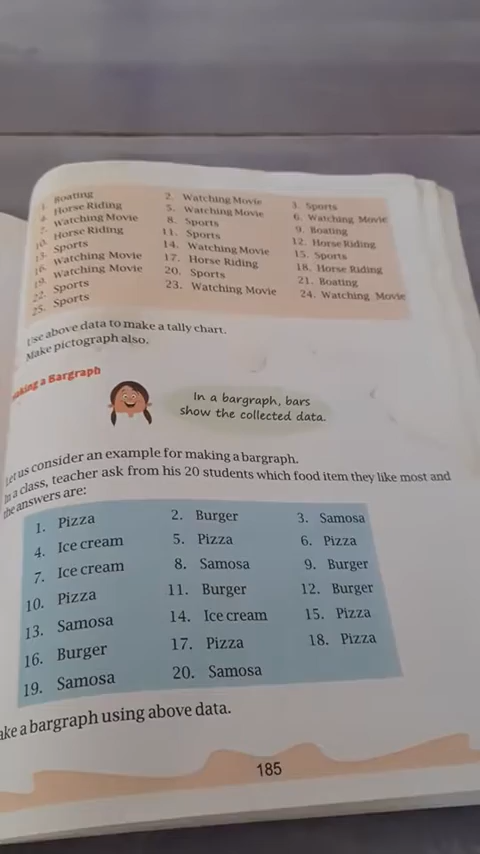 1. Boating 2. Watching Movie 3. Sports
4. Horse Riding 5. Watching Movie 6. Watching Movie
7. Watching Movie 8. Sports 9. Boating
10. Horse Riding 11. Sports 12. Horse Riding
13. Sports 14. Watching Movie 15. Sports
16. Watching Movie 17. Horse Riding 18. Horse Riding
19. Watching Movie 20. Sports 21. Boating
22. Sports 23. Watching Movie 24. Watching Movie
25. Sports
Use above data to make a tally chart.
Make pictograph also.
aking a Bargraph
In a bargraph, bars
show the collected data.
Let us consider an example for making a bargraph.
In a class, teacher ask from his 20 students which food item they like most and
the answers are:
1. Pizza 2. Burger 3. Samosa
4. Ice cream 5. Pizza 6. Pizza
7. Ice cream 8. Samosa 9. Burger
10. Pizza 11. Burger 12. Burger
13. Samosa 14. Ice cream 15. Pizza
16. Burger 17. Pizza 18. Pizza
19. Samosa 20. Samosa
ake a bargraph using above data.
185